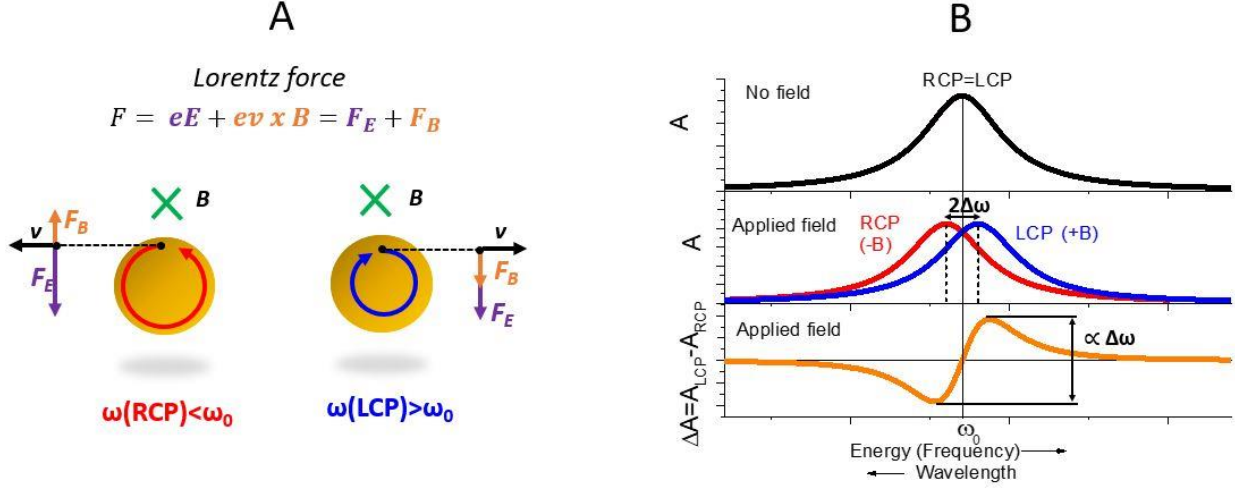 A
Lorentz force
F = eE + ev x B = F_E + F_B
B
v
F_B
F_E
ω(RCP)<ω₀
B
v
F_B
F_E
ω(LCP)>ω₀
B
RCP=LCP
No field
A
2Δω
Applied field
RCP
(-B)
LCP (+B)
A
Applied field
∝ Δω
ΔA=A_LCP-A_RCP
ω₀
Energy (Frequency)
Wavelength